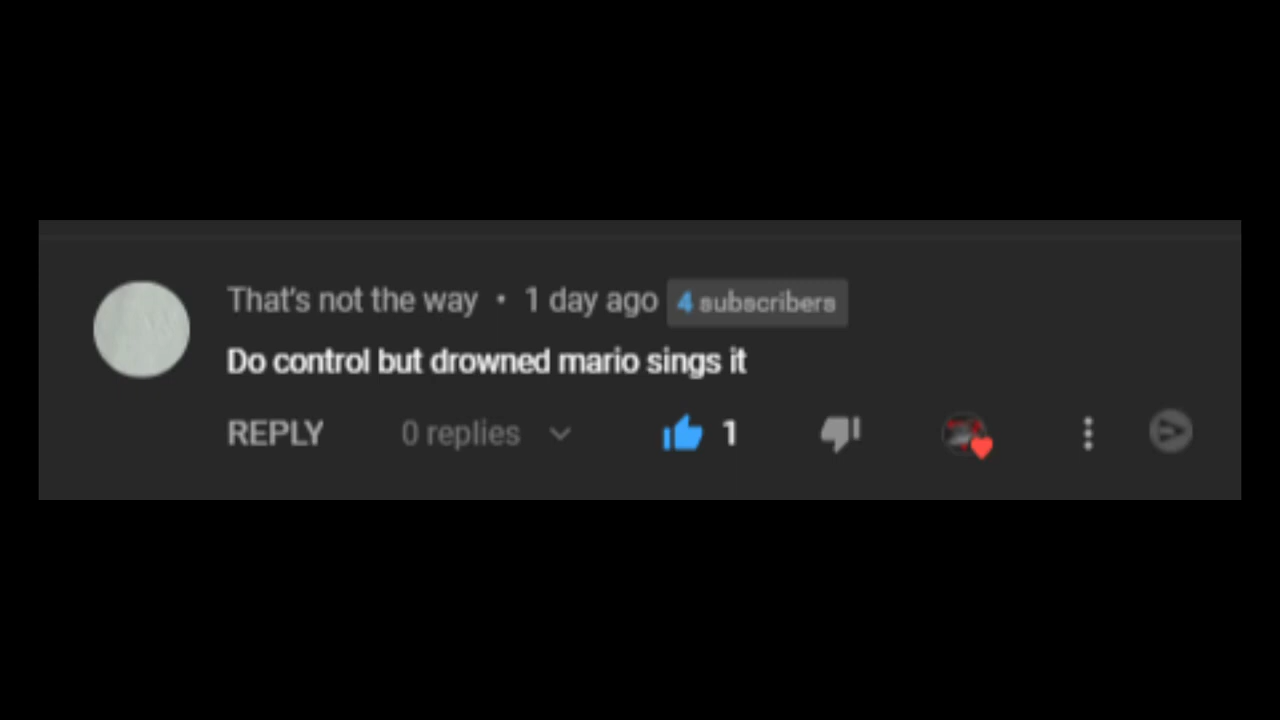 That's not the way • 1 day ago 4 subscribers
Do control but drowned mario sings it
REPLY 0 replies 1